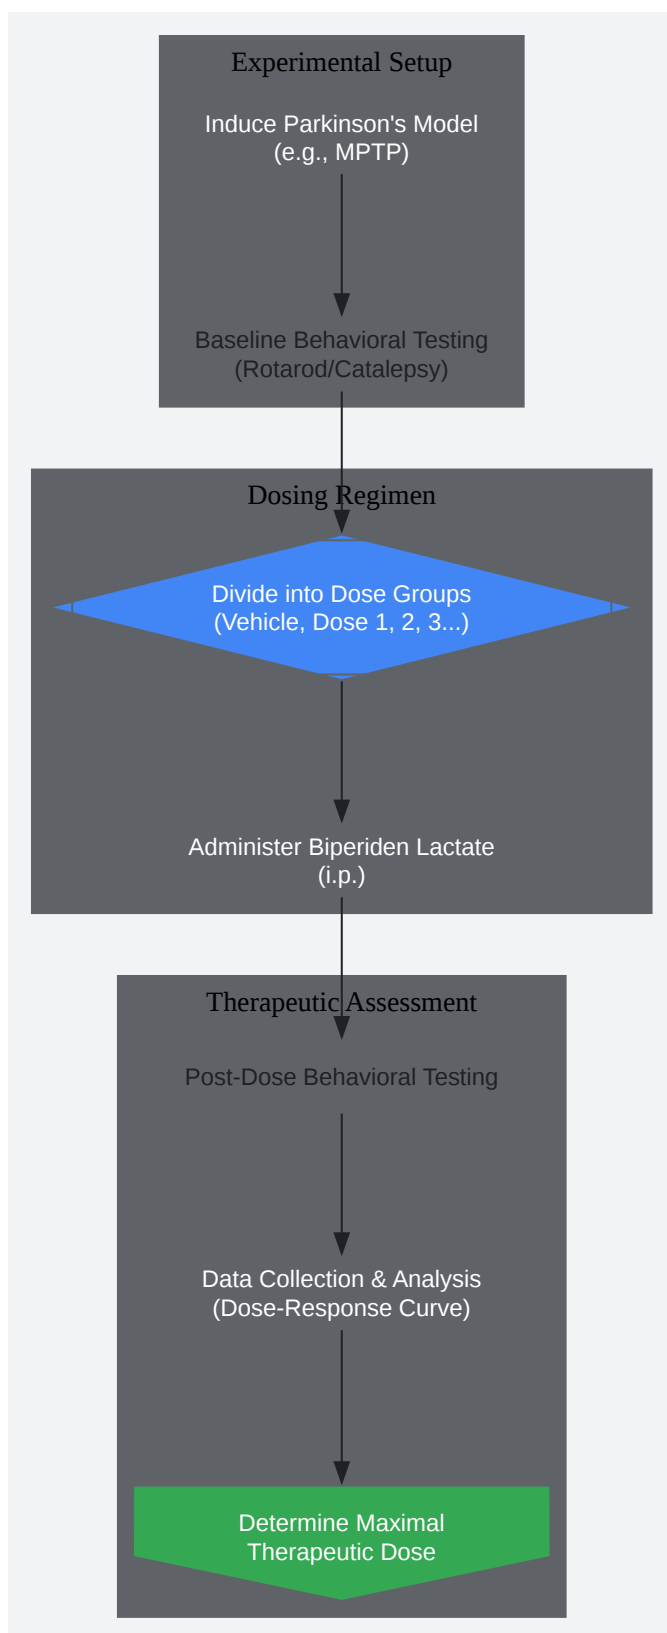 Experimental Setup
Induce Parkinson's Model
(e.g., MPTP)
Baseline Behavioral Testing
(Rotarod/Catalepsy)
Dosing Regimen
Divide into Dose Groups
(Vehicle, Dose 1, 2, 3...)
Administer Biperiden Lactate
(i.p.)
Therapeutic Assessment
Post-Dose Behavioral Testing
Data Collection & Analysis
(Dose-Response Curve)
Determine Maximal
Therapeutic Dose